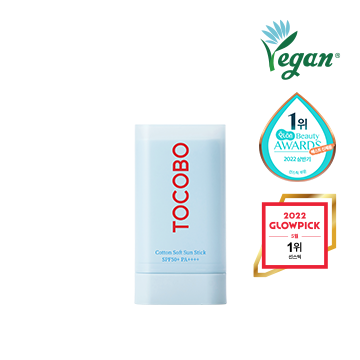 Vegan
TOCOBO
Cotton Soft Sun Stick
SPF50+ PA++++
1위
Qoo10 Beauty
AWARDS
2022 상반기
2022
GLOWPICK
1위
선스틱